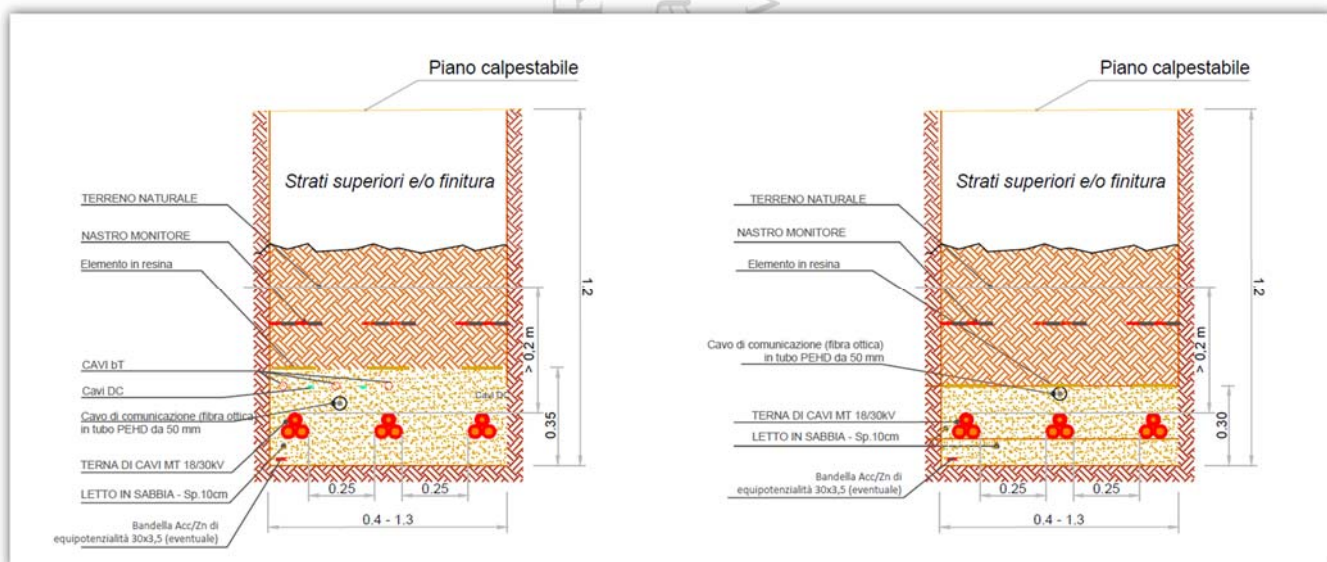 Piano calpestabile
Strati superiori e/o finitura
TERRENO NATURALE
NASTRO MONITORE
Elemento in resina
CAVI bT
Cavi DC
Cavo di comunicazione (fibra ottica)
in tubo PEHD da 50 mm
TERNA DI CAVI MT 18/30kV
LETTO IN SABBIA - Sp.10cm
Bandella Acc/Zn di
equipotenzialità 30x3,5 (eventuale)
Cavi DC
1.2
> 0,2 m
0.35
0.25
0.25
0.4 - 1.3
Piano calpestabile
Strati superiori e/o finitura
TERRENO NATURALE
NASTRO MONITORE
Elemento in resina
Cavo di comunicazione (fibra ottica)
in tubo PEHD da 50 mm
TERNA DI CAVI MT 18/30kV
LETTO IN SABBIA - Sp.10cm
Bandella Acc/Zn di
equipotenzialità 30x3,5 (eventuale)
1.2
> 0,2 m
0.30
0.25
0.25
0.4 - 1.3